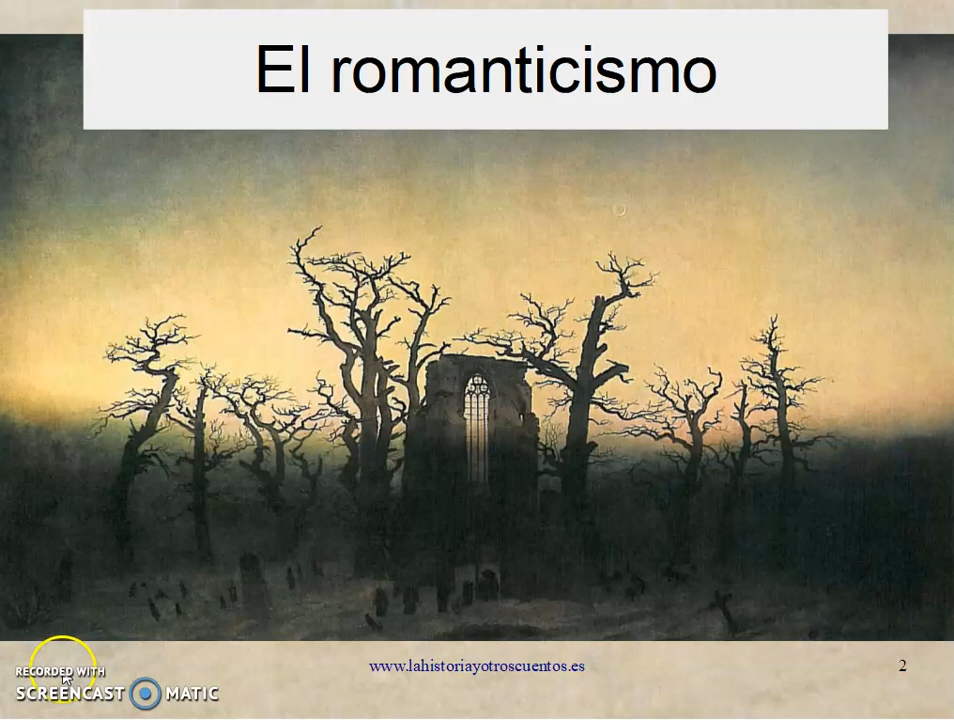 El romanticismo
www.lahistoriayotroscuentos.es
2
RECORDED WITH
SCREENCAST MATIC